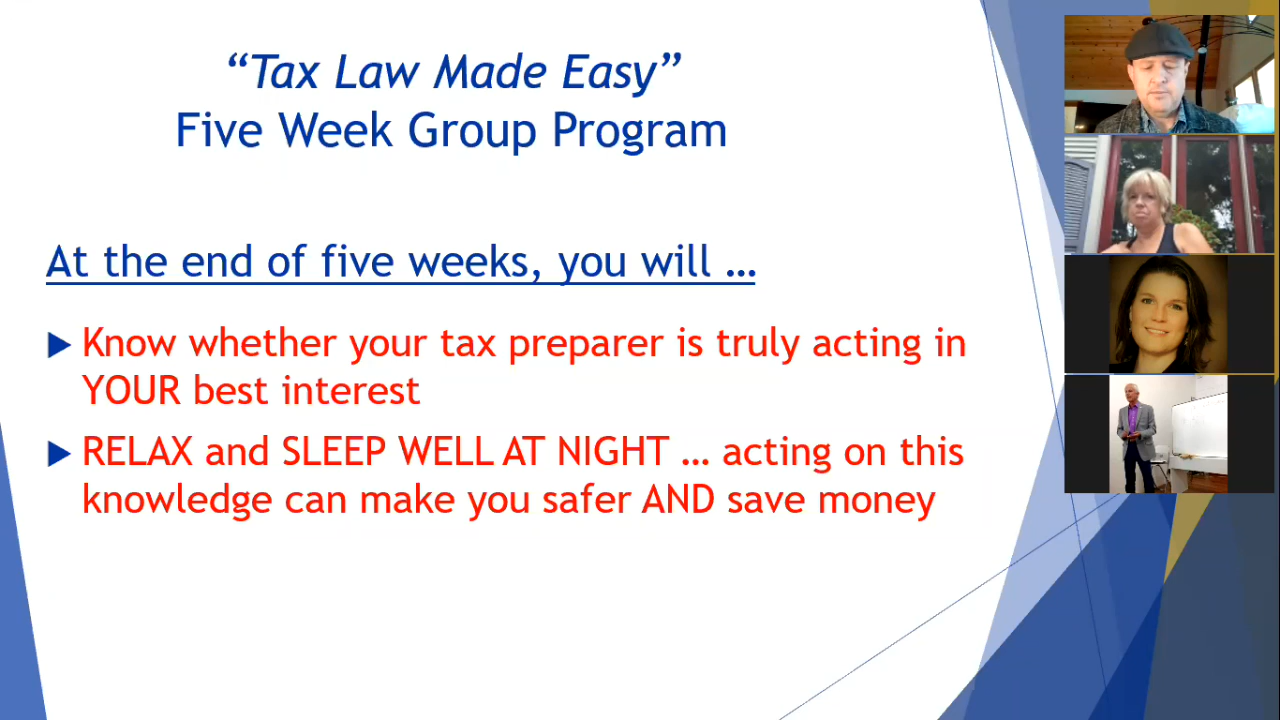 “Tax Law Made Easy”
Five Week Group Program
At the end of five weeks, you will …
Know whether your tax preparer is truly acting in
YOUR best interest
RELAX and SLEEP WELL AT NIGHT … acting on this
knowledge can make you safer AND save money